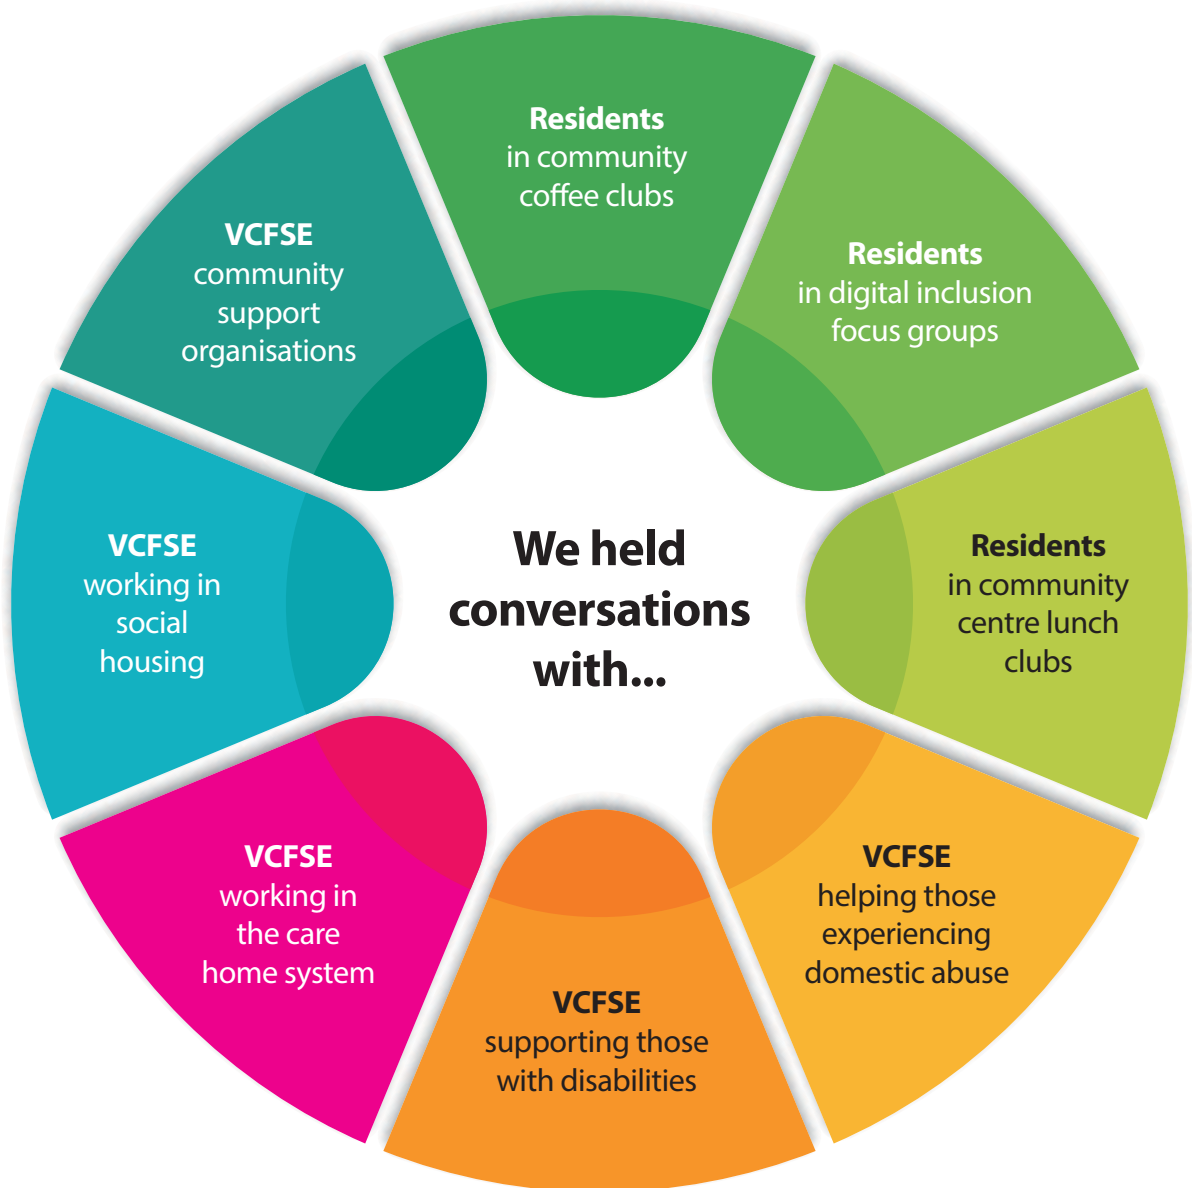 We held
conversations
with...
Residents
in community
coffee clubs
Residents
in digital inclusion
focus groups
Residents
in community
centre lunch
clubs
VCFSE
helping those
experiencing
domestic abuse
VCFSE
supporting those
with disabilities
VCFSE
working in
the care
home system
VCFSE
working in
social
housing
VCFSE
community
support
organisations